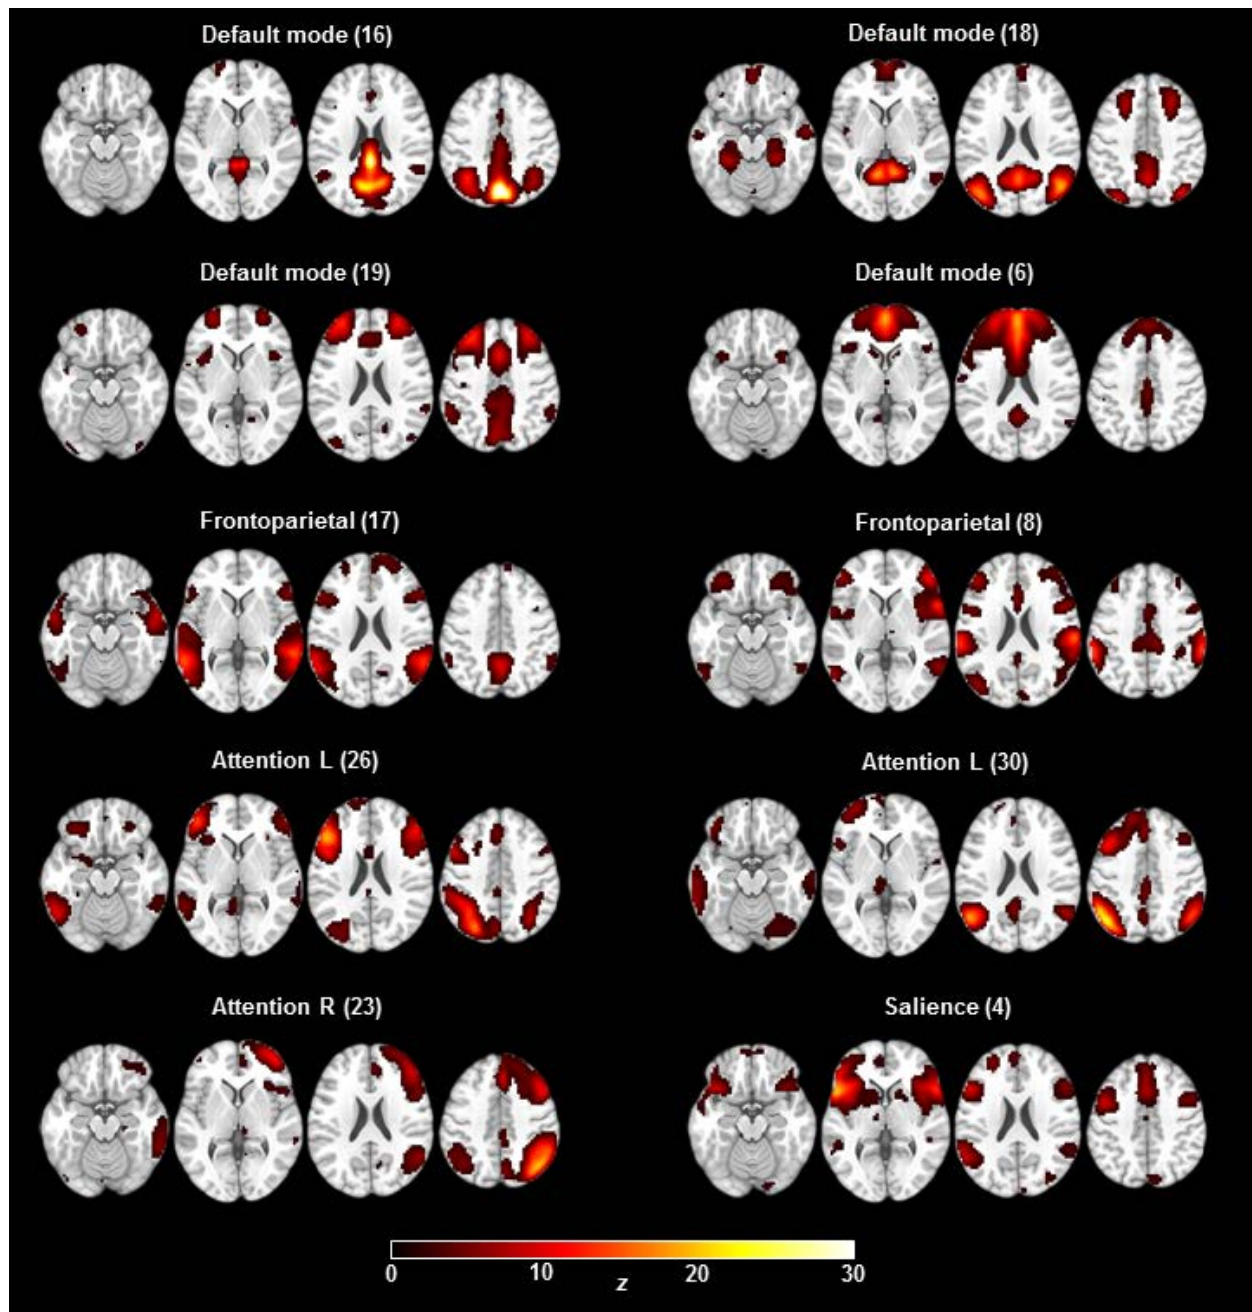 Default mode (16)
Default mode (18)
Default mode (19)
Default mode (6)
Frontoparietal (17)
Frontoparietal (8)
Attention L (26)
Attention L (30)
Attention R (23)
Salience (4)
0 10 20 30
z